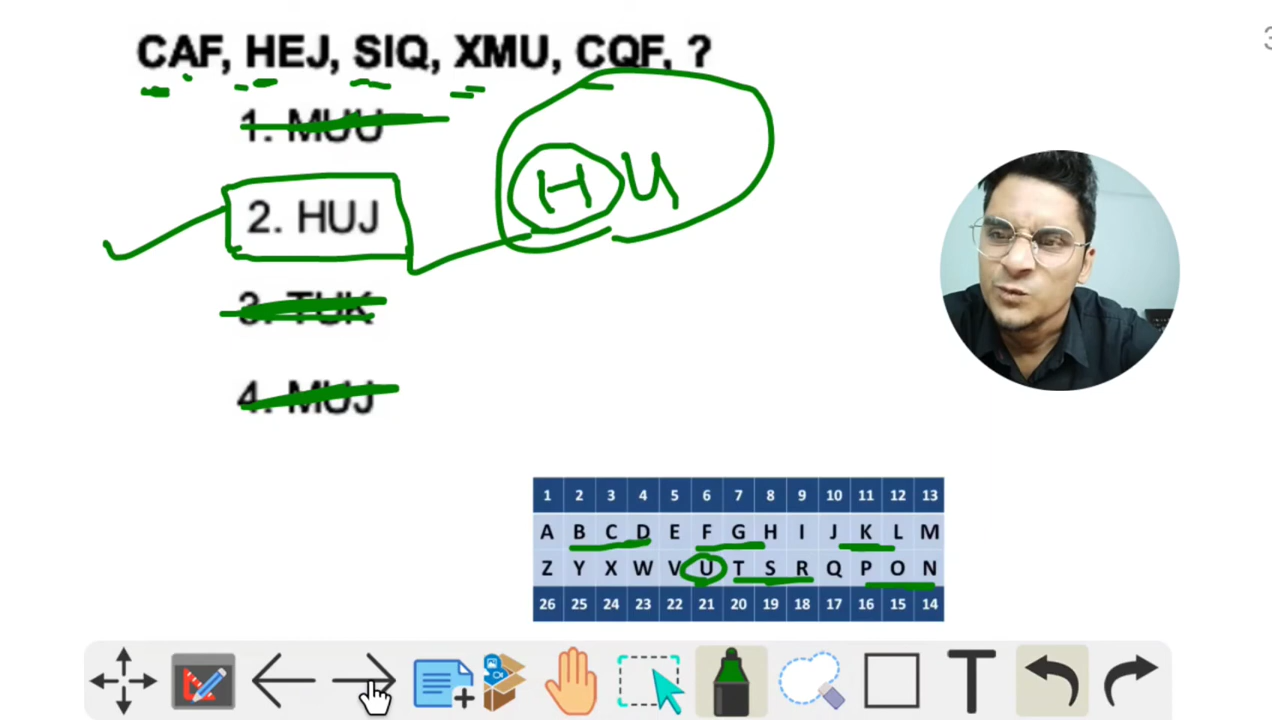 CAF, HEJ, SIQ, XMU, CQF, ?
1. MUU
2. HUJ
H U
3. TUK
4. MUJ
1 2 3 4 5 6 7 8 9 10 11 12 13
A B C D E F G H I J K L M
Z Y X W V U T S R Q P O N
26 25 24 23 22 21 20 19 18 17 16 15 14
T